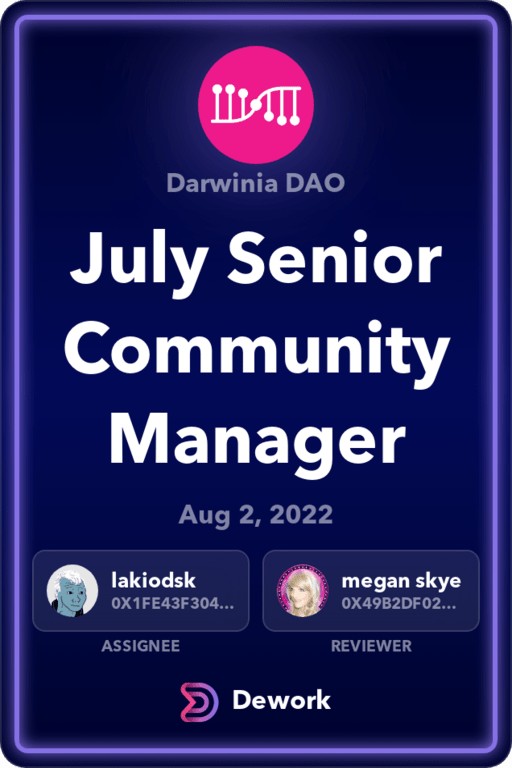 Darwinia DAO
July Senior
Community
Manager
Aug 2, 2022
lakiodsk
0X1FE43F304...
ASSIGNEE
megan skye
0X49B2DF02...
REVIEWER
Dework